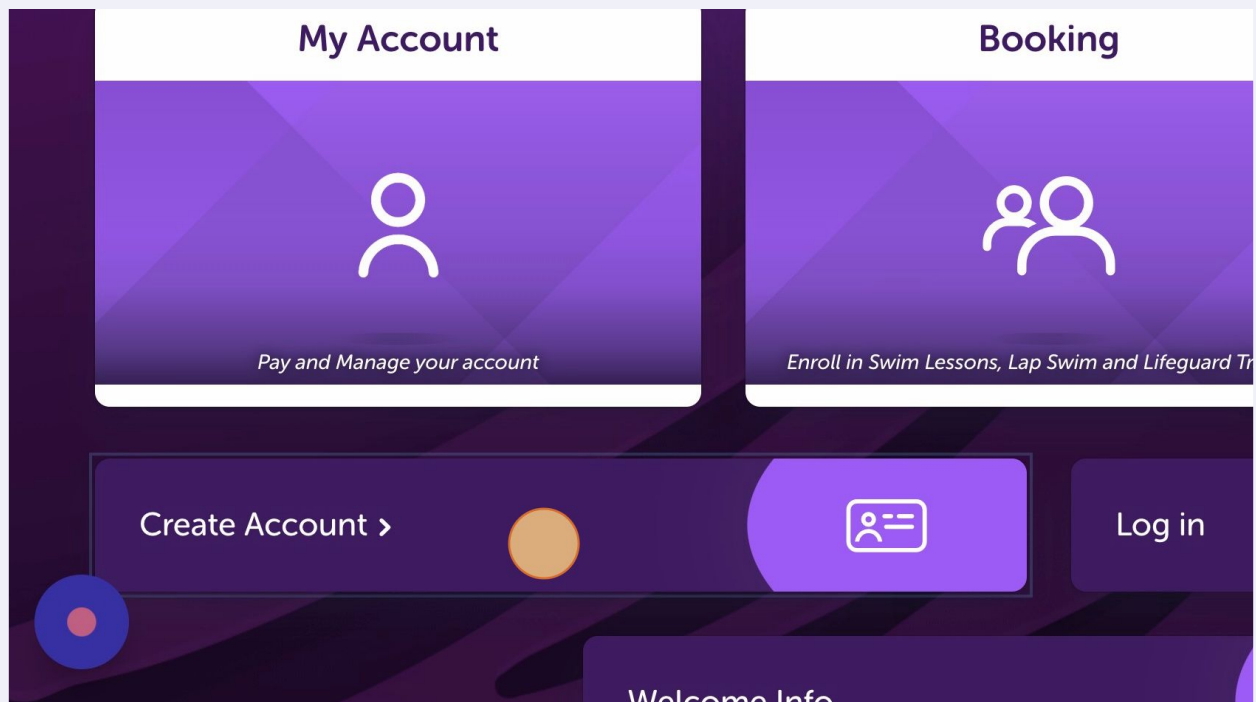 My Account
Booking
Pay and Manage your account
Enroll in Swim Lessons, Lap Swim and Lifeguard
Create Account >
Log in
Welcome Info